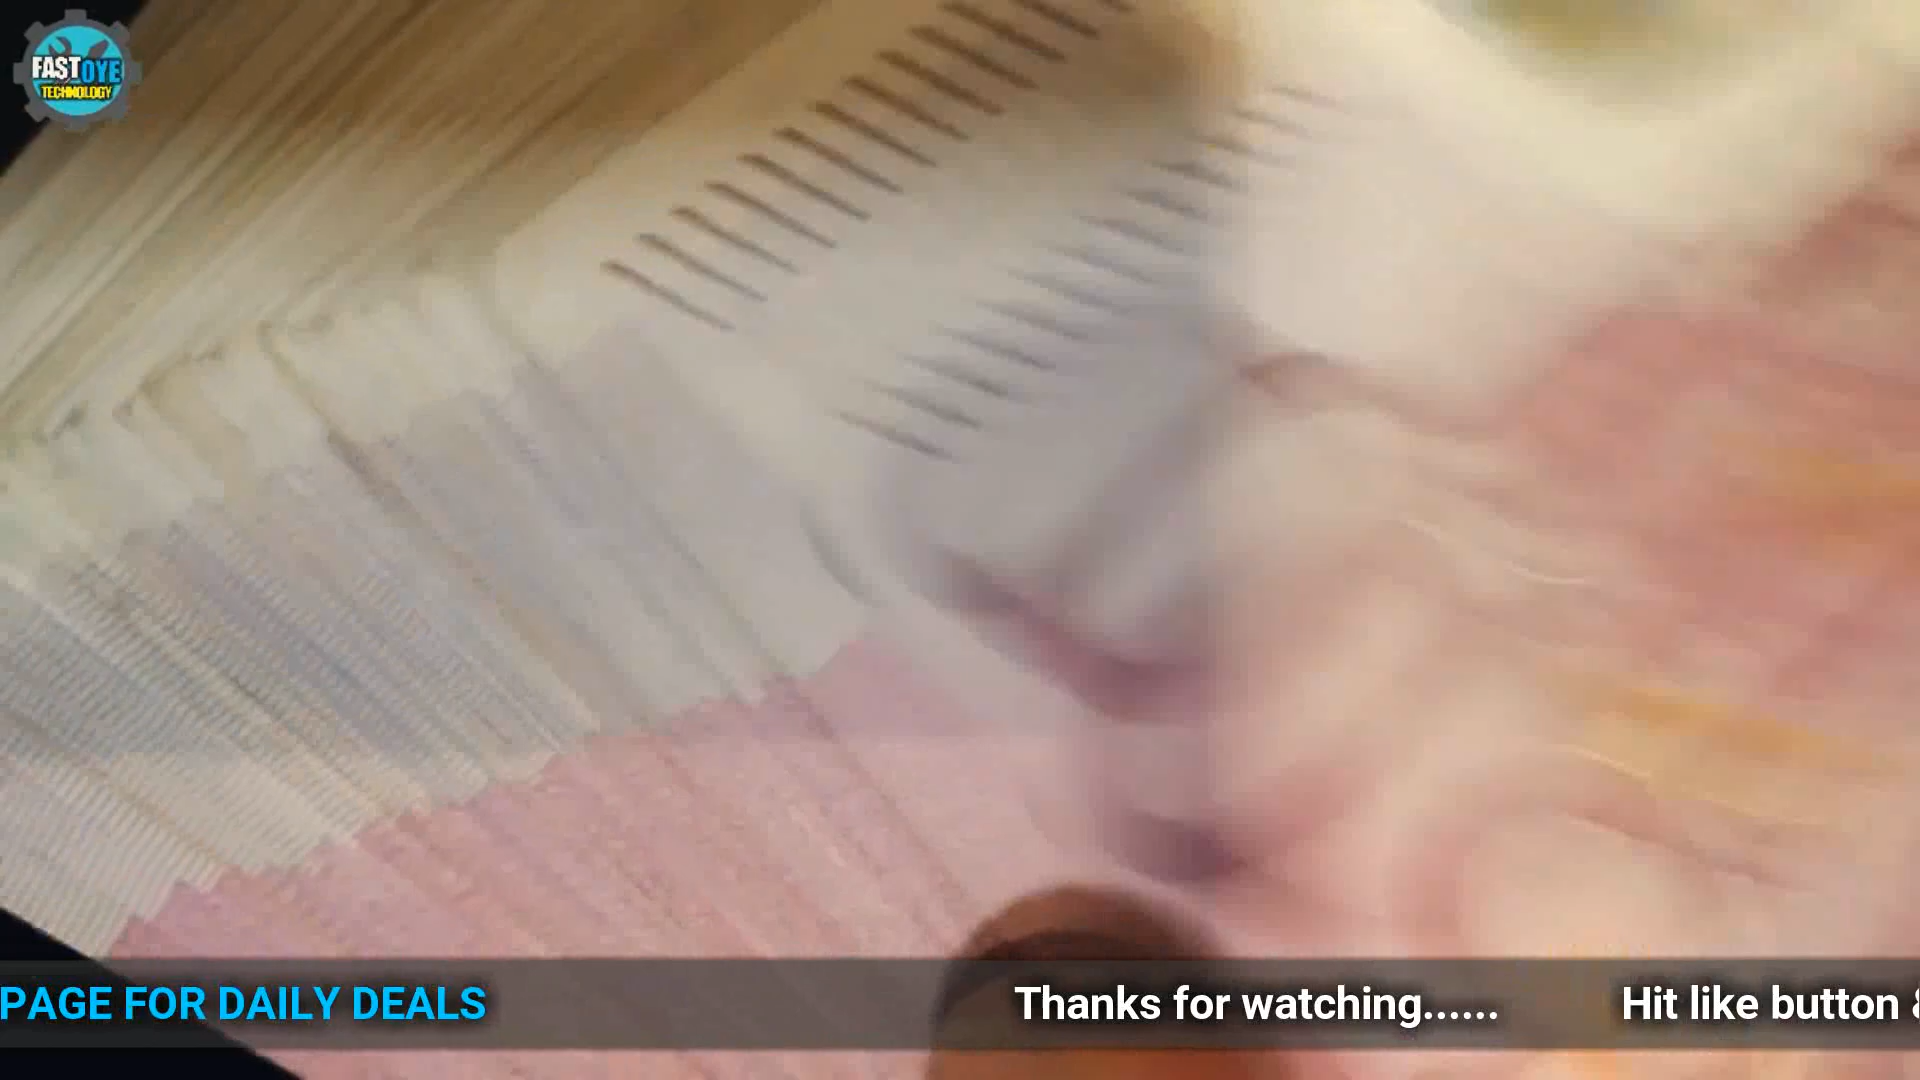 FAST OYE
TECHNOLOGY
PAGE FOR DAILY DEALS
Thanks for watching......
Hit like button &